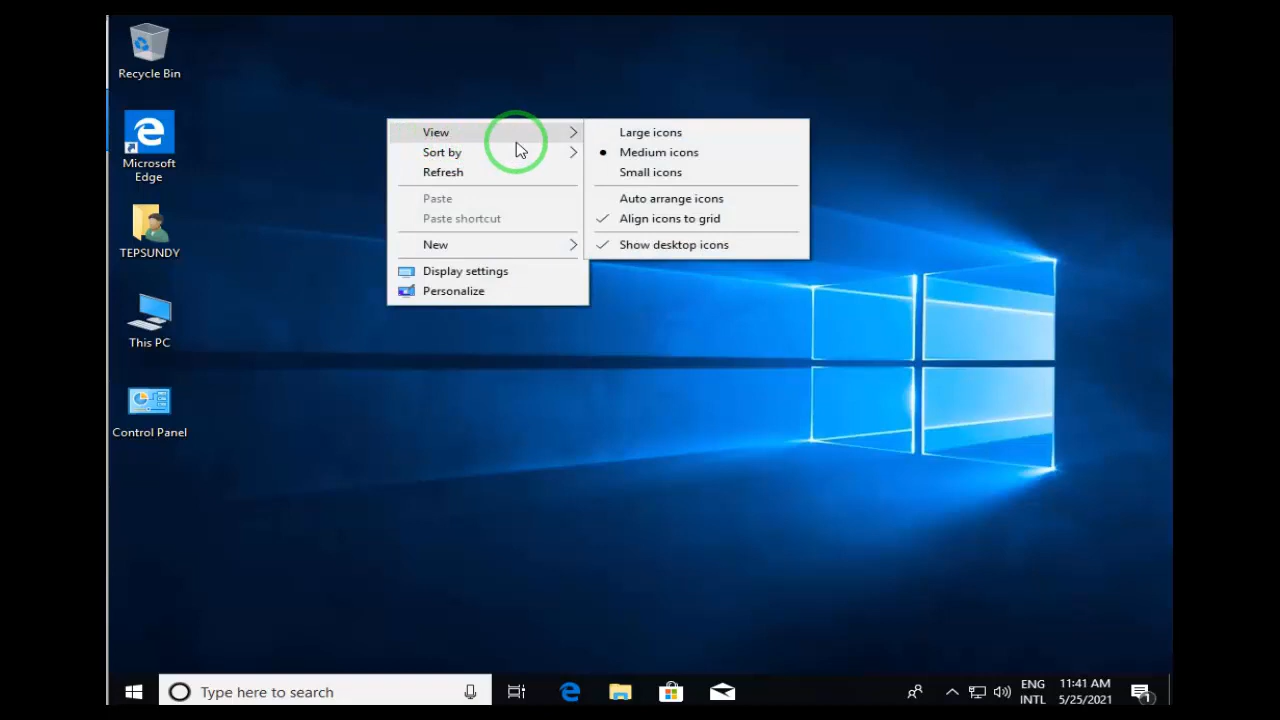 Recycle Bin
Microsoft
Edge
TEPSUNDY
This PC
Control Panel
View
Sort by
Refresh
Paste
Paste shortcut
New
Display settings
Personalize
Large icons
Medium icons
Small icons
Auto arrange icons
Align icons to grid
Show desktop icons
Type here to search
ENG
INTL
11:41 AM
5/25/2021
1